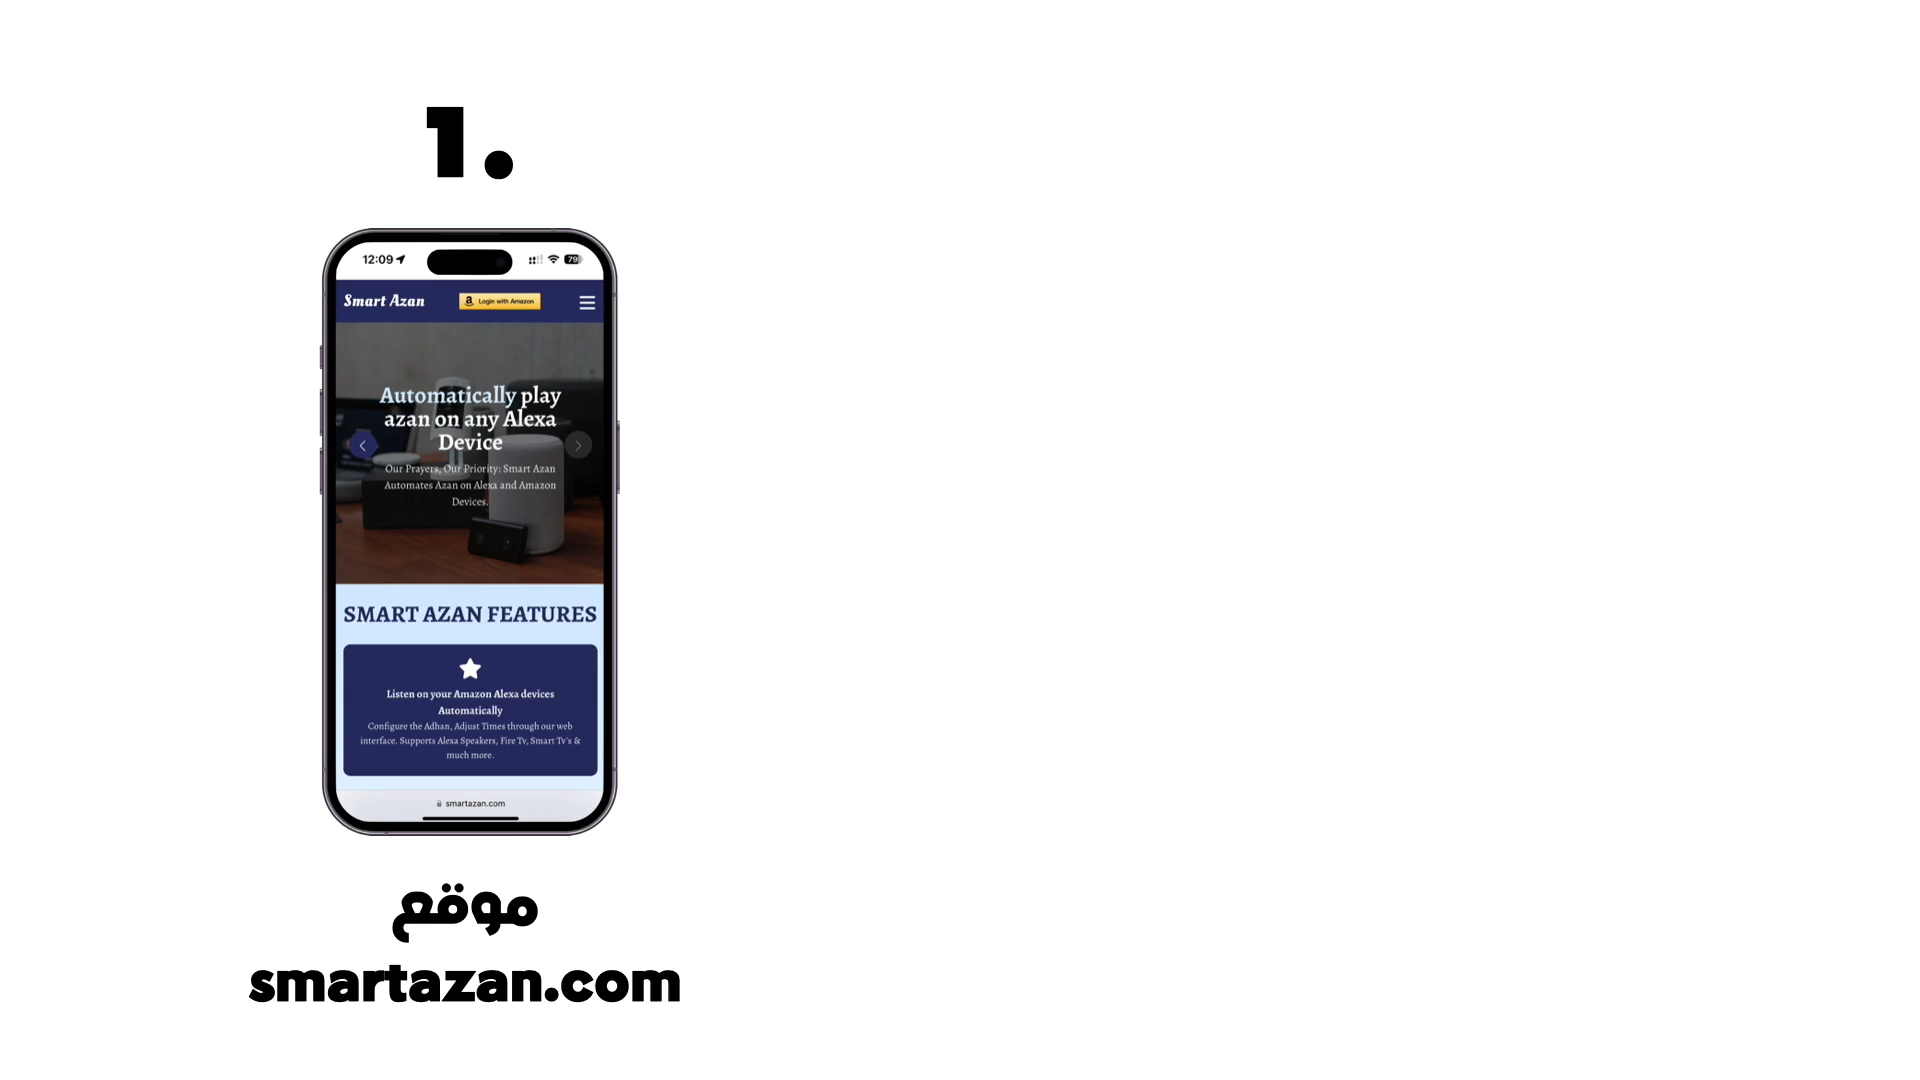 1.
12:09
79
Smart Azan
Login with Amazon
Automatically play
azan on any Alexa
Device
Our Prayers, Our Priority: Smart Azan
Automates Azan on Alexa and Amazon
Devices.
SMART AZAN FEATURES
Listen on your Amazon Alexa devices
Automatically
Configure the Adhan, Adjust Times through our web
interface. Supports Alexa Speakers, Fire Tv, Smart Tv's &
much more.
smartazan.com
موقع
smartazan.com